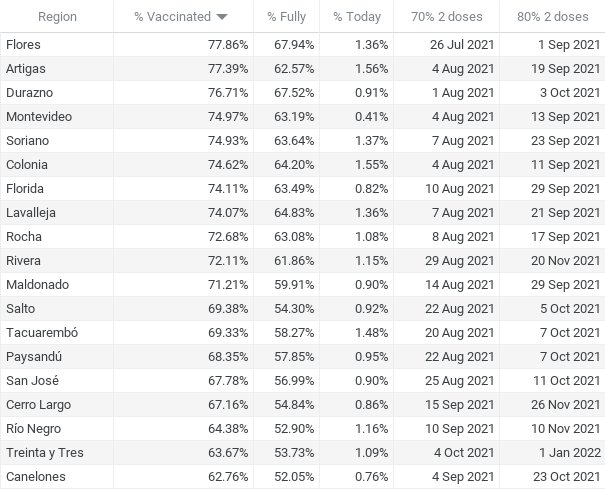 Region % Vaccinated % Fully % Today 70% 2 doses 80% 2 doses
Flores 77.86% 67.94% 1.36% 26 Jul 2021 1 Sep 2021
Artigas 77.39% 62.57% 1.56% 4 Aug 2021 19 Sep 2021
Durazno 76.71% 67.52% 0.91% 1 Aug 2021 3 Oct 2021
Montevideo 74.97% 63.19% 0.41% 4 Aug 2021 13 Sep 2021
Soriano 74.93% 63.64% 1.37% 7 Aug 2021 23 Sep 2021
Colonia 74.62% 64.20% 1.55% 4 Aug 2021 11 Sep 2021
Florida 74.11% 63.49% 0.82% 10 Aug 2021 29 Sep 2021
Lavalleja 74.07% 64.83% 1.36% 7 Aug 2021 21 Sep 2021
Rocha 72.68% 63.08% 1.08% 8 Aug 2021 17 Sep 2021
Rivera 72.11% 61.86% 1.15% 29 Aug 2021 20 Nov 2021
Maldonado 71.21% 59.91% 0.90% 14 Aug 2021 29 Sep 2021
Salto 69.38% 54.30% 0.92% 22 Aug 2021 5 Oct 2021
Tacuarembó 69.33% 58.27% 1.48% 20 Aug 2021 7 Oct 2021
Paysandú 68.35% 57.85% 0.95% 22 Aug 2021 7 Oct 2021
San José 67.78% 56.99% 0.90% 25 Aug 2021 11 Oct 2021
Cerro Largo 67.16% 54.84% 0.86% 15 Sep 2021 26 Nov 2021
Río Negro 64.38% 52.90% 1.16% 10 Sep 2021 10 Nov 2021
Treinta y Tres 63.67% 53.73% 1.09% 4 Oct 2021 1 Jan 2022
Canelones 62.76% 52.05% 0.76% 4 Sep 2021 23 Oct 2021